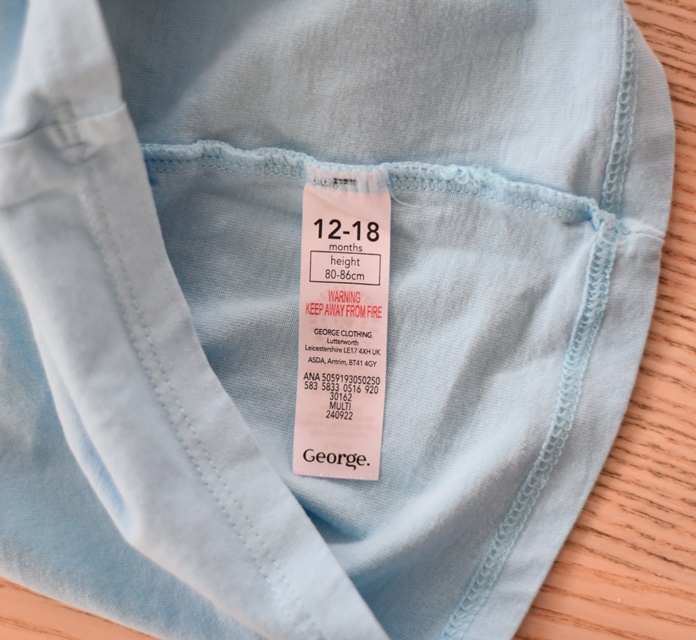 12-18
months
height
80-86cm
WARNING
KEEP AWAY FROM FIRE
GEORGE CLOTHING
Lutterworth
Leicestershire LE17 4XH UK
ASDA, Antrim, BT41 4GY
ANA 5059193050250
583 5833 0516 920
30162
MULTI
240922
George.